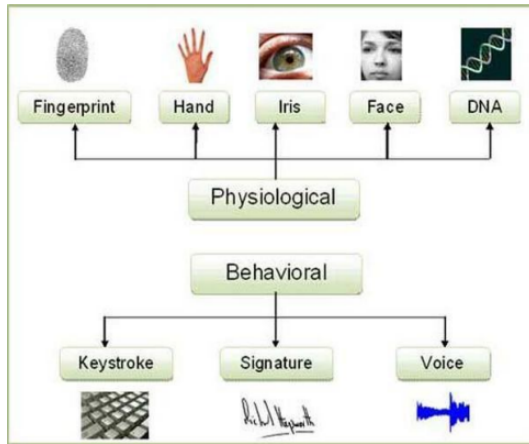 Fingerprint
Hand
Iris
Face
DNA
Physiological
Behavioral
Keystroke
Signature
Voice